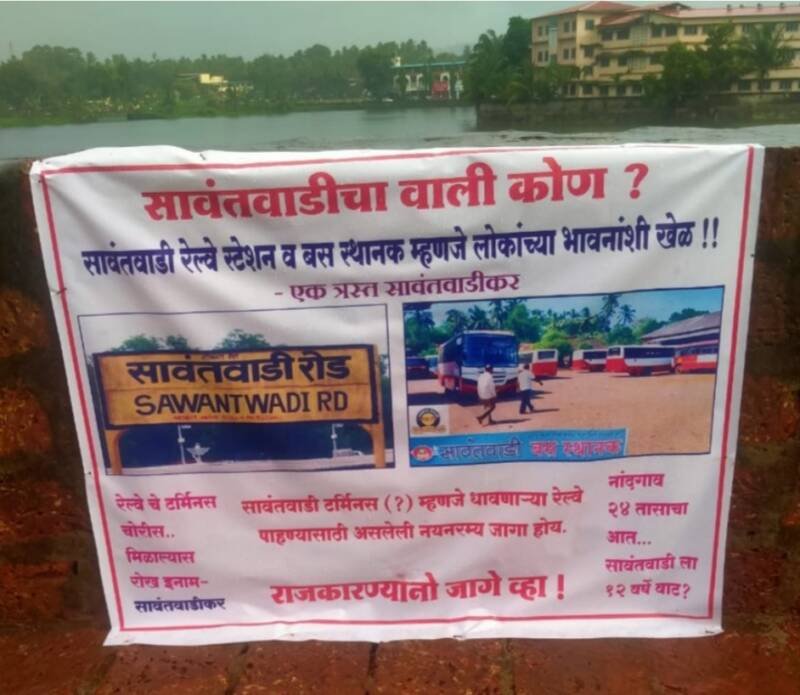 सावंतवाडीचा वाली कोण ?
सावंतवाडी रेल्वे स्टेशन व बस स्थानक म्हणजे लोकांच्या भावनांशी खेळ !!
- एक त्रस्त सावंतवाडीकर
सावंतवाडी रोड
SAWANTWADI RD
सावंतवाडी बस स्थानक
रेल्वे चे टर्मिनस
चोरीस..
मिळाल्यास
रोख इनाम-
सावंतवाडीकर
सावंतवाडी टर्मिनस (?) म्हणजे धावणाऱ्या रेल्वे
पाहण्यासाठी असलेली नयनरम्य जागा होय.
राजकारण्यांनो जागे व्हा !
नांदगाव
२४ तासाचा
आत...
सावंतवाडी ला
१२ वर्षे वाट?